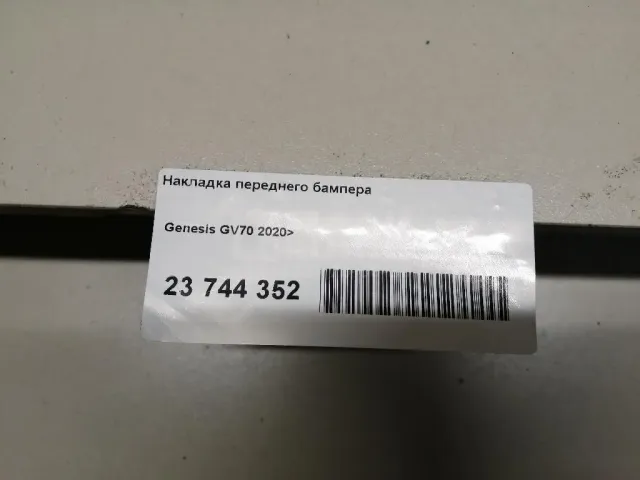 Накладка переднего бампера
Genesis GV70 2020>
23 744 352